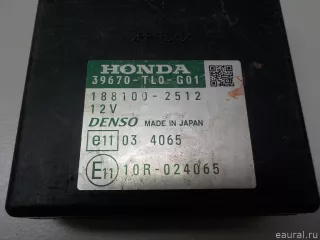 HONDA
39670-TL0-G01
188100-2512
12V
DENSO MADE IN JAPAN
e11 03 4065
E11 10R-024065
eaural.ru